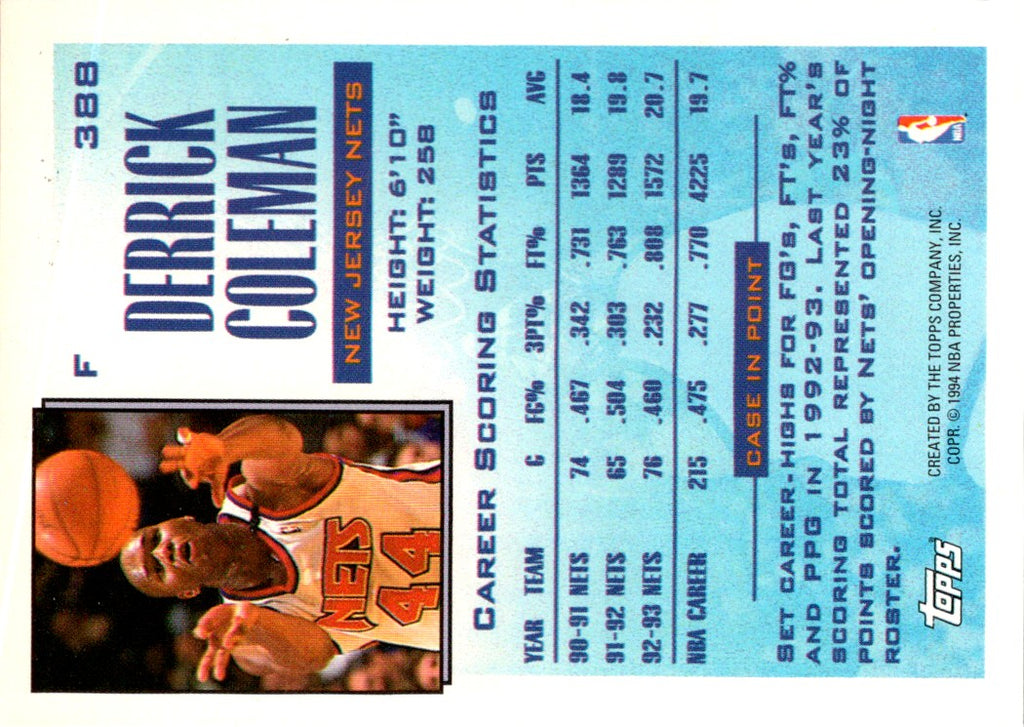 F 388
DERRICK
COLEMAN
NEW JERSEY NETS
HEIGHT: 6'10"
WEIGHT: 258
NETS
44
CAREER SCORING STATISTICS
YEAR TEAM G FG% 3PT% FT% PTS AVG
90-91 NETS 74 .467 .342 .731 1364 18.4
91-92 NETS 65 .504 .303 .763 1289 19.8
92-93 NETS 76 .460 .232 .808 1572 20.7
NBA CAREER 215 .475 .277 .770 4225 19.7
CASE IN POINT
SET CAREER-HIGHS FOR FG'S, FT'S, FT%
AND PPG IN 1992-93. LAST YEAR'S
SCORING TOTAL REPRESENTED 23% OF
POINTS SCORED BY NETS' OPENING-NIGHT
ROSTER.
TOPPS
CREATED BY THE TOPPS COMPANY, INC.
COPR. © 1994 NBA PROPERTIES, INC.
NBA